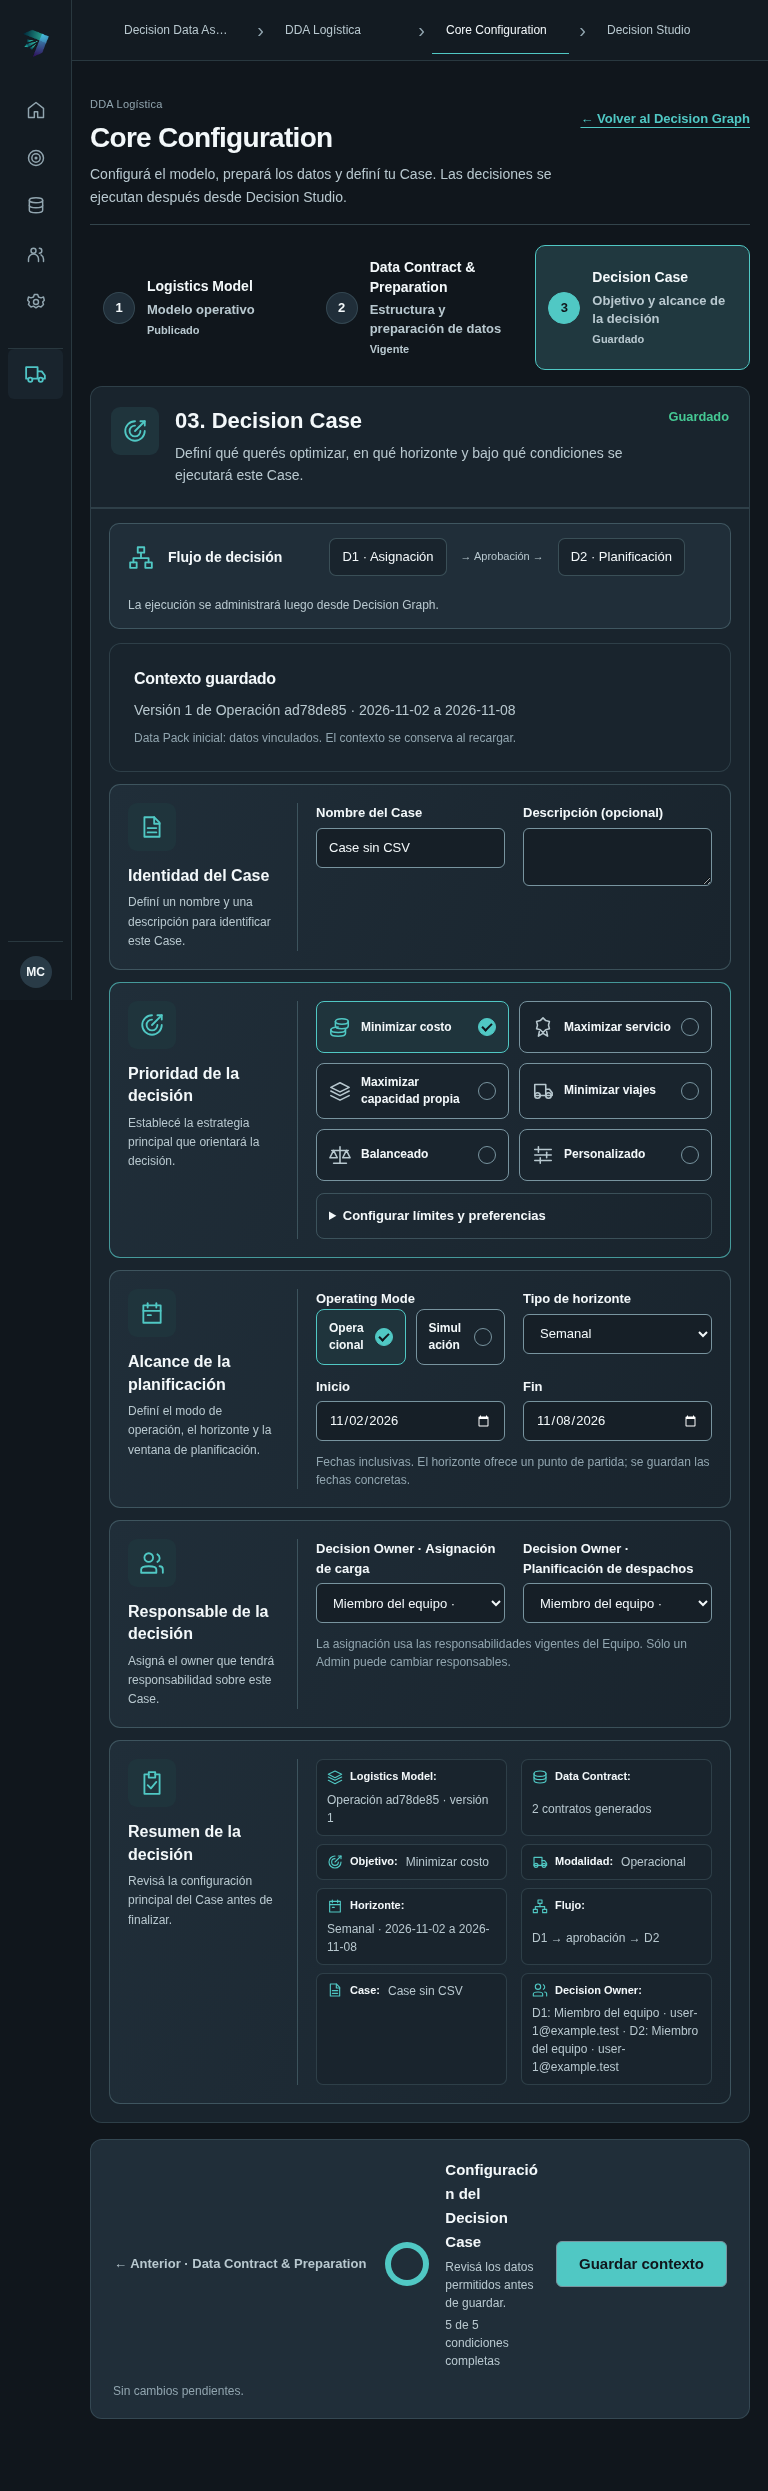 Decision Data As…
›
DDA Logística
›
Core Configuration
›
Decision Studio
DDA Logística
Core Configuration
← Volver al Decision Graph
Configurá el modelo, prepará los datos y definí tu Case. Las decisiones se
ejecutan después desde Decision Studio.
1
Logistics Model
Modelo operativo
Publicado
2
Data Contract &
Preparation
Estructura y
preparación de datos
Vigente
3
Decision Case
Objetivo y alcance de
la decisión
Guardado
03. Decision Case
Guardado
Definí qué querés optimizar, en qué horizonte y bajo qué condiciones se
ejecutará este Case.
Flujo de decisión
D1 · Asignación
→ Aprobación →
D2 · Planificación
La ejecución se administrará luego desde Decision Graph.
Contexto guardado
Versión 1 de Operación ad78de85 · 2026-11-02 a 2026-11-08
Data Pack inicial: datos vinculados. El contexto se conserva al recargar.
Identidad del Case
Definí un nombre y una
descripción para identificar
este Case.
Nombre del Case
Case sin CSV
Descripción (opcional)
Prioridad de la
decisión
Establecé la estrategia
principal que orientará la
decisión.
Minimizar costo
Maximizar servicio
Maximizar
capacidad propia
Minimizar viajes
Balanceado
Personalizado
▶ Configurar límites y preferencias
Alcance de la
planificación
Definí el modo de
operación, el horizonte y la
ventana de planificación.
Operating Mode
Opera
cional
Simul
ación
Tipo de horizonte
Semanal
Inicio
11/02/2026
Fin
11/08/2026
Fechas inclusivas. El horizonte ofrece un punto de partida; se guardan las
fechas concretas.
Responsable de la
decisión
Asigná el owner que tendrá
responsabilidad sobre este
Case.
Decision Owner · Asignación
de carga
Miembro del equipo ·
Decision Owner ·
Planificación de despachos
Miembro del equipo ·
La asignación usa las responsabilidades vigentes del Equipo. Sólo un
Admin puede cambiar responsables.
Resumen de la
decisión
Revisá la configuración
principal del Case antes de
finalizar.
Logistics Model:
Operación ad78de85 · versión
1
Data Contract:
2 contratos generados
Objetivo: Minimizar costo
Modalidad: Operacional
Horizonte:
Semanal · 2026-11-02 a 2026-
11-08
Flujo:
D1 → aprobación → D2
Case: Case sin CSV
Decision Owner:
D1: Miembro del equipo · user-
1@example.test · D2: Miembro
del equipo · user-
1@example.test
MC
← Anterior · Data Contract & Preparation
Configuració
n del
Decision
Case
Revisá los datos
permitidos antes
de guardar.
5 de 5
condiciones
completas
Guardar contexto
Sin cambios pendientes.